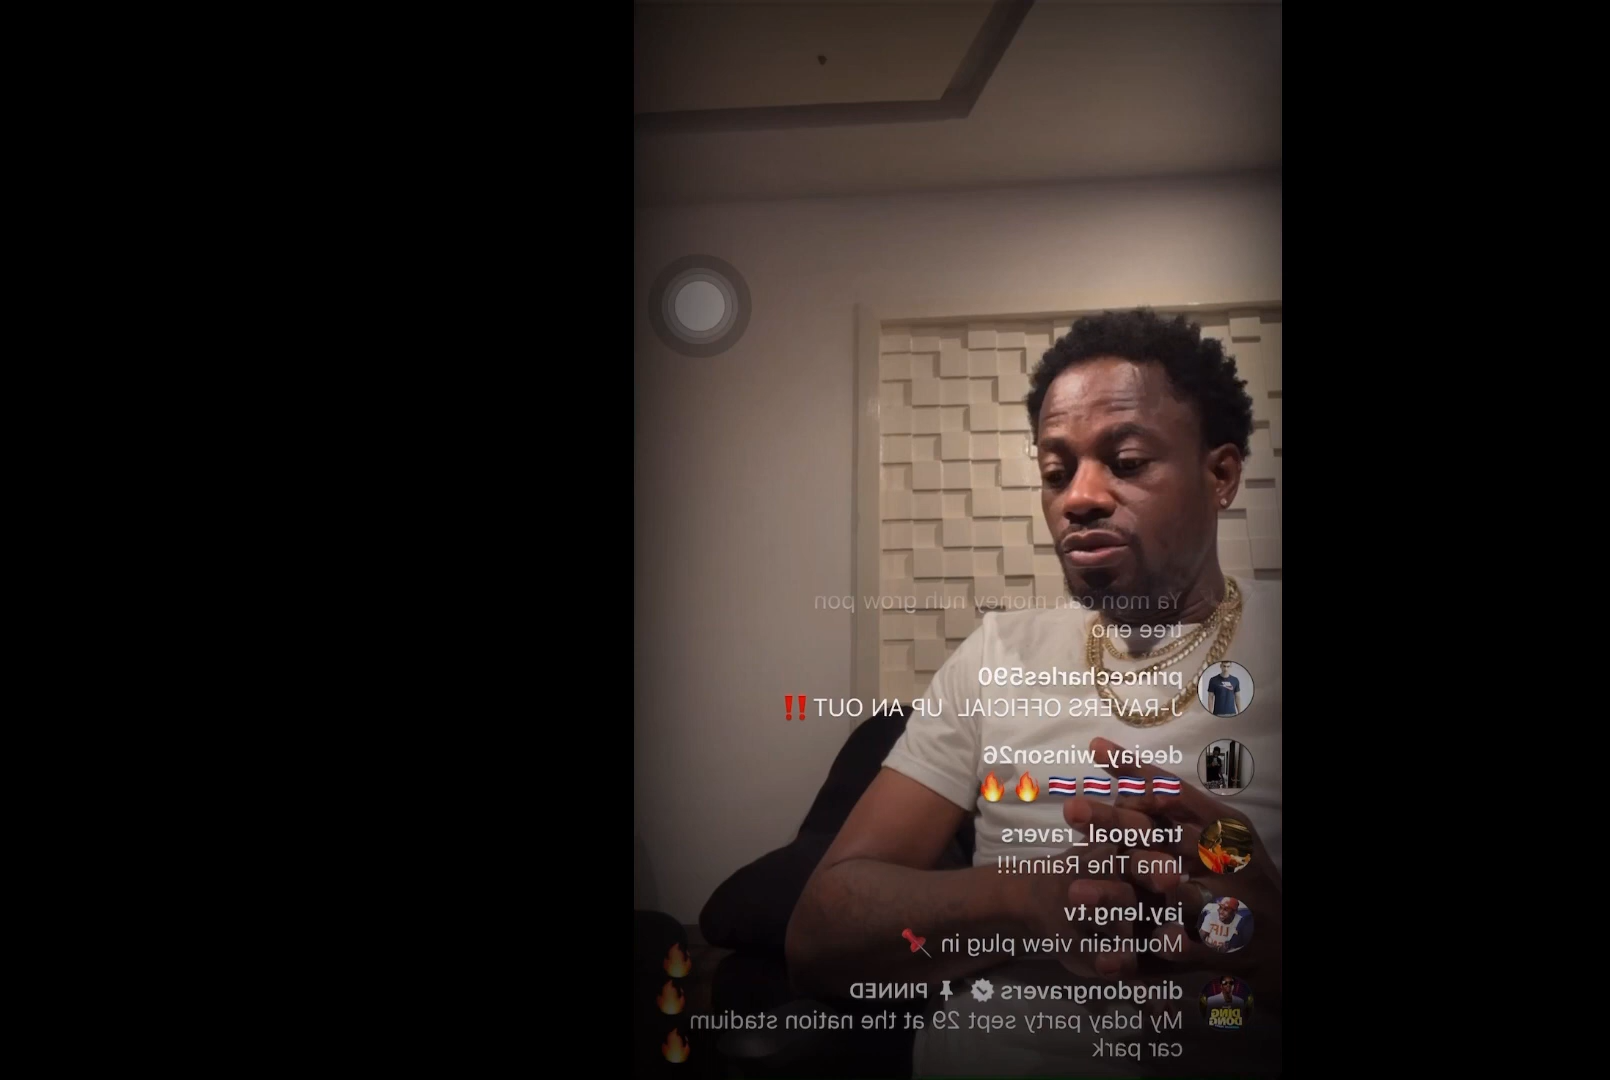 Ya mon can money nuh grow pon
tree eno
princecharles590
J-RAVERS OFFICIAL UP AN OUT‼️
deejay_winson26
🇨🇷🇨🇷🇨🇷🇨🇷🔥🔥
traygoal_ravers
Inna The Rainn!!!
jay.leng.tv
Mountain view plug in 📌
dingdongravers PINNED
My bday party sept 29 at the nation stadium
car park
DING
DONG